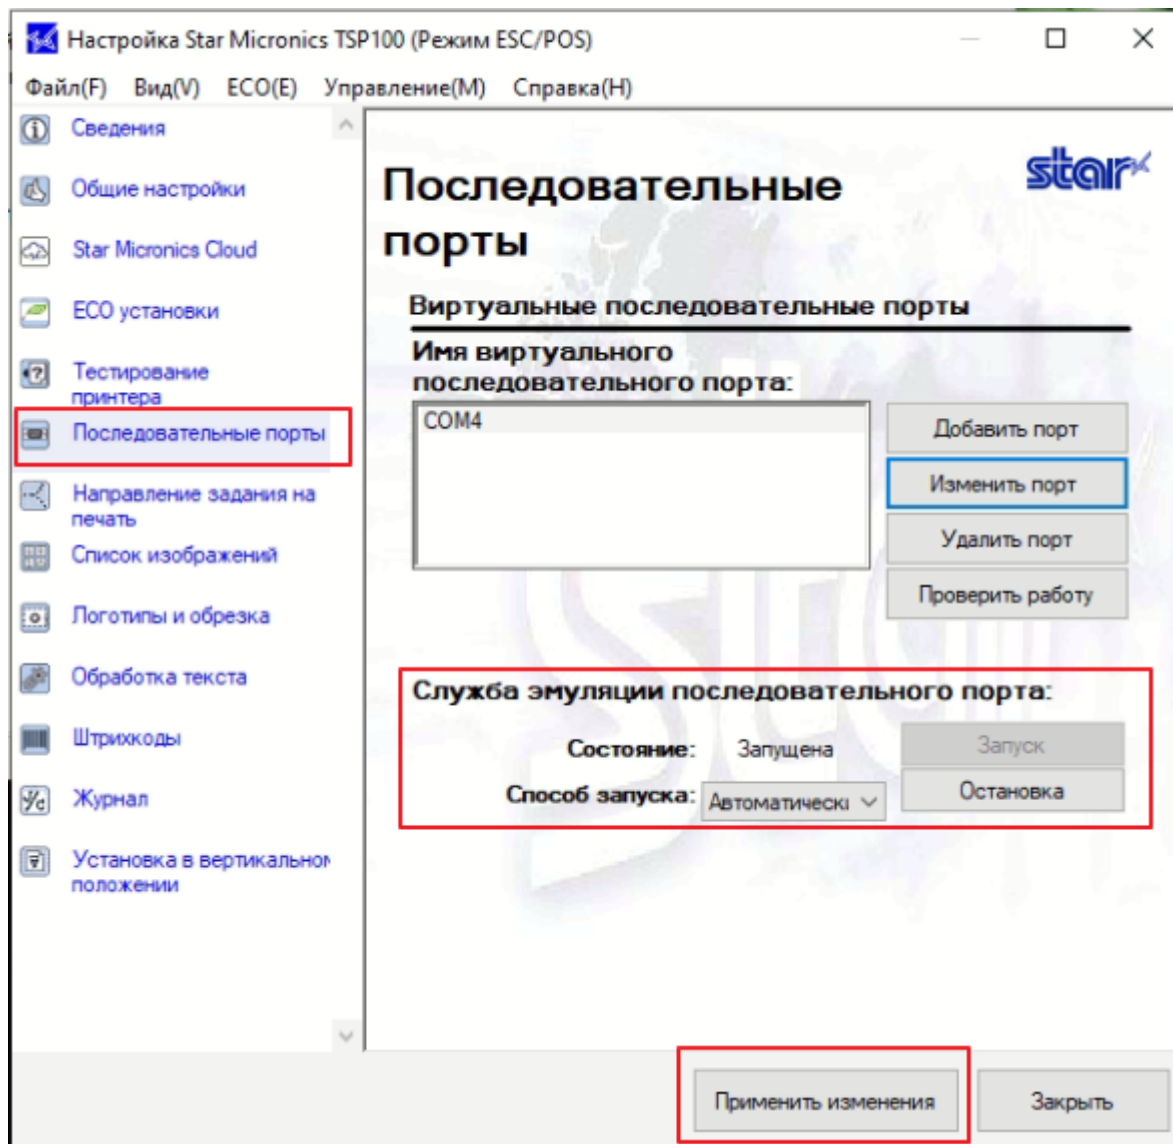 Настройка Star Micronics TSP100 (Режим ESC/POS)
Файл(F) Вид(V) ECO(E) Управление(M) Справка(H)
Сведения
Общие настройки
Star Micronics Cloud
ECO установки
Тестирование
принтера
Последовательные порты
Направление задания на
печать
Список изображений
Логотипы и обрезка
Обработка текста
Штрихкоды
Журнал
Установка в вертикальном
положении
star
Последовательные
порты
Виртуальные последовательные порты
Имя виртуального
последовательного порта:
COM4
Добавить порт
Изменить порт
Удалить порт
Проверить работу
Служба эмуляции последовательного порта:
Состояние: Запущена
Запуск
Способ запуска: Автоматически
Остановка
Применить изменения
Закрыть